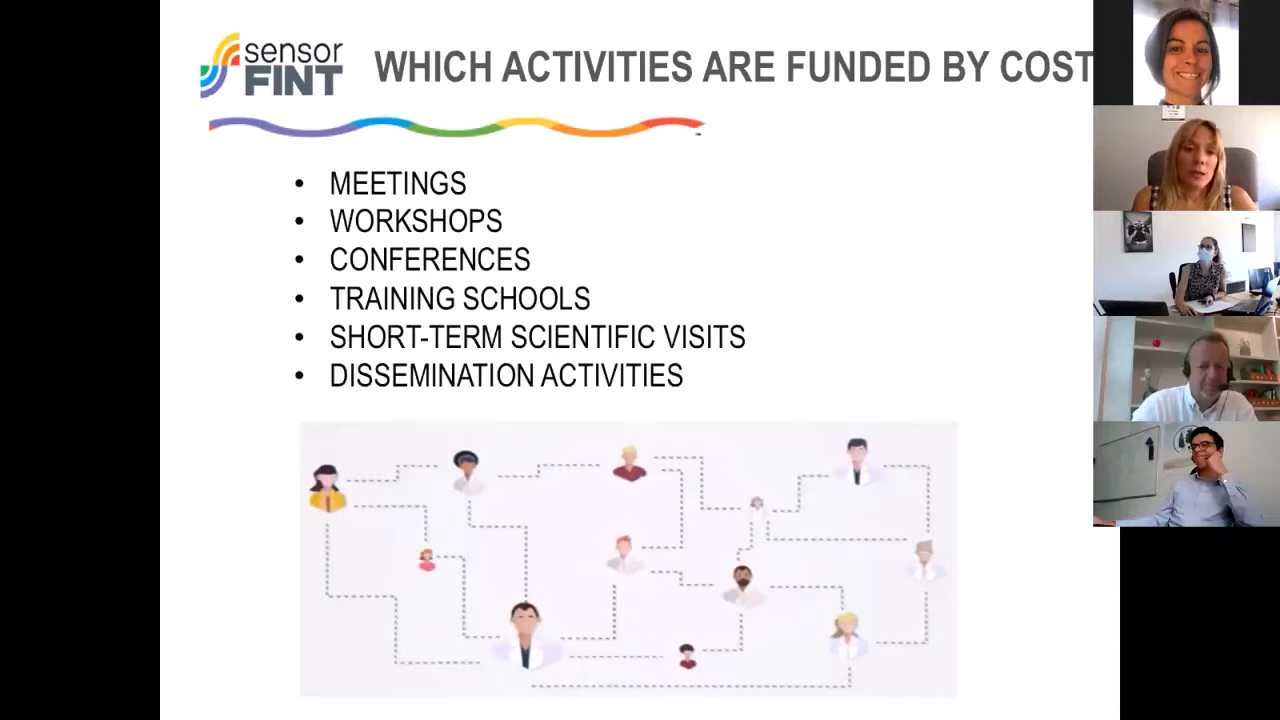 sensor
FINT
WHICH ACTIVITIES ARE FUNDED BY COST
• MEETINGS
• WORKSHOPS
• CONFERENCES
• TRAINING SCHOOLS
• SHORT-TERM SCIENTIFIC VISITS
• DISSEMINATION ACTIVITIES